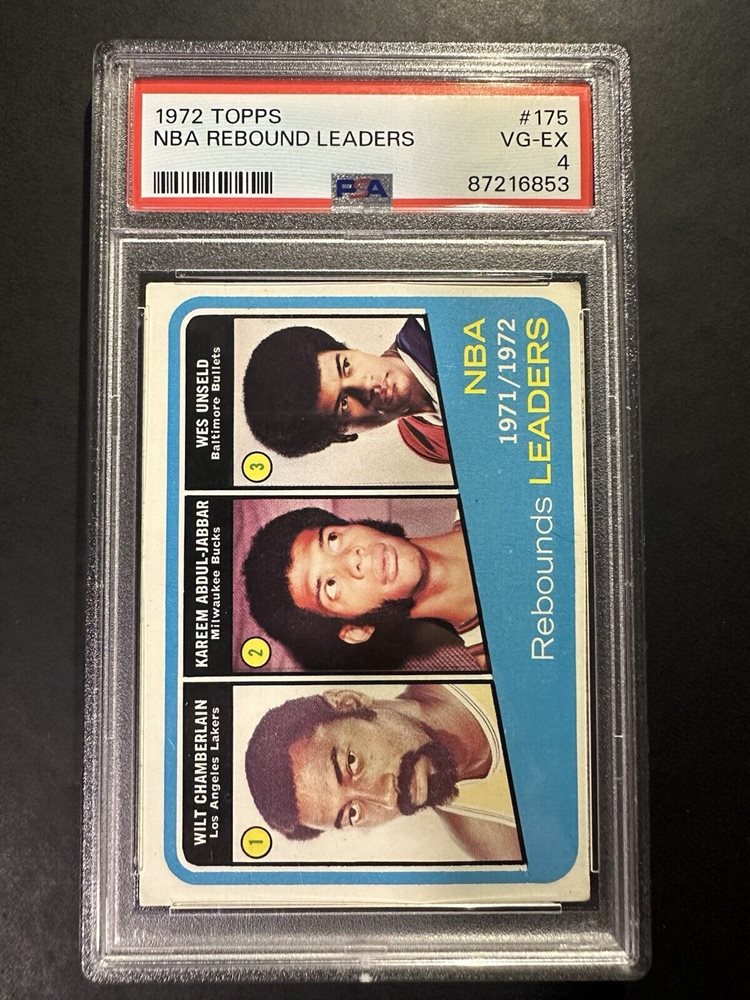 1972 TOPPS #175
NBA REBOUND LEADERS VG-EX
4
PSA 87216853
NBA
1971/1972
Rebounds LEADERS
1
WILT CHAMBERLAIN
Los Angeles Lakers
2
KAREEM ABDUL-JABBAR
Milwaukee Bucks
3
WES UNSELD
Baltimore Bullets